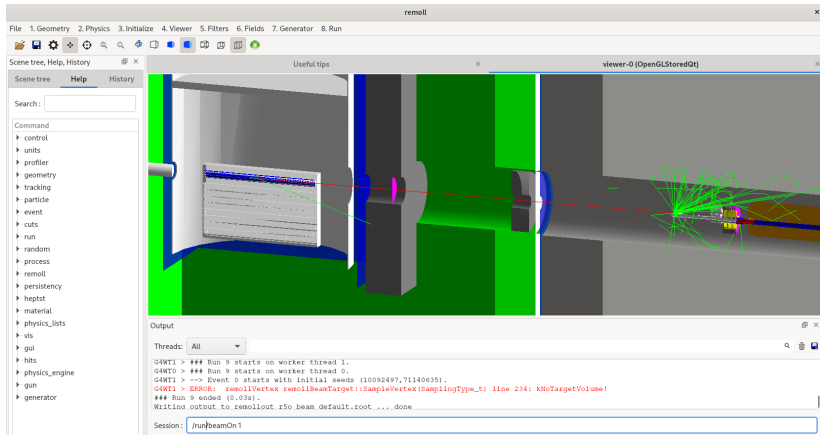 remoll
File 1. Geometry 2. Physics 3. Initialize 4. Viewer 5. Filters 6. Fields 7. Generator 8. Run
Scene tree, Help, History
Scene tree Help History
Search :
Command
control
units
profiler
geometry
tracking
particle
event
cuts
run
random
process
remoll
persistency
heptst
material
physics_lists
vis
gui
hits
physics_engine
gun
generator
Useful tips
viewer-0 (OpenGLStoredQt)
Output
Threads: All
G4WT1 > ### Run 9 starts on worker thread 1.
G4WT0 > ### Run 9 starts on worker thread 0.
G4WT1 > --> Event 0 starts with initial seeds (10092497,71140635).
G4WT1 > ERROR: remollVertex remollBeamTarget::SampleVertex(SamplingType_t) line 234: kNoTargetVolume!
### Run 9 ended (0.03s).
Writing output to remollout r5o beam default.root ... done
Session : /run/beamOn 1